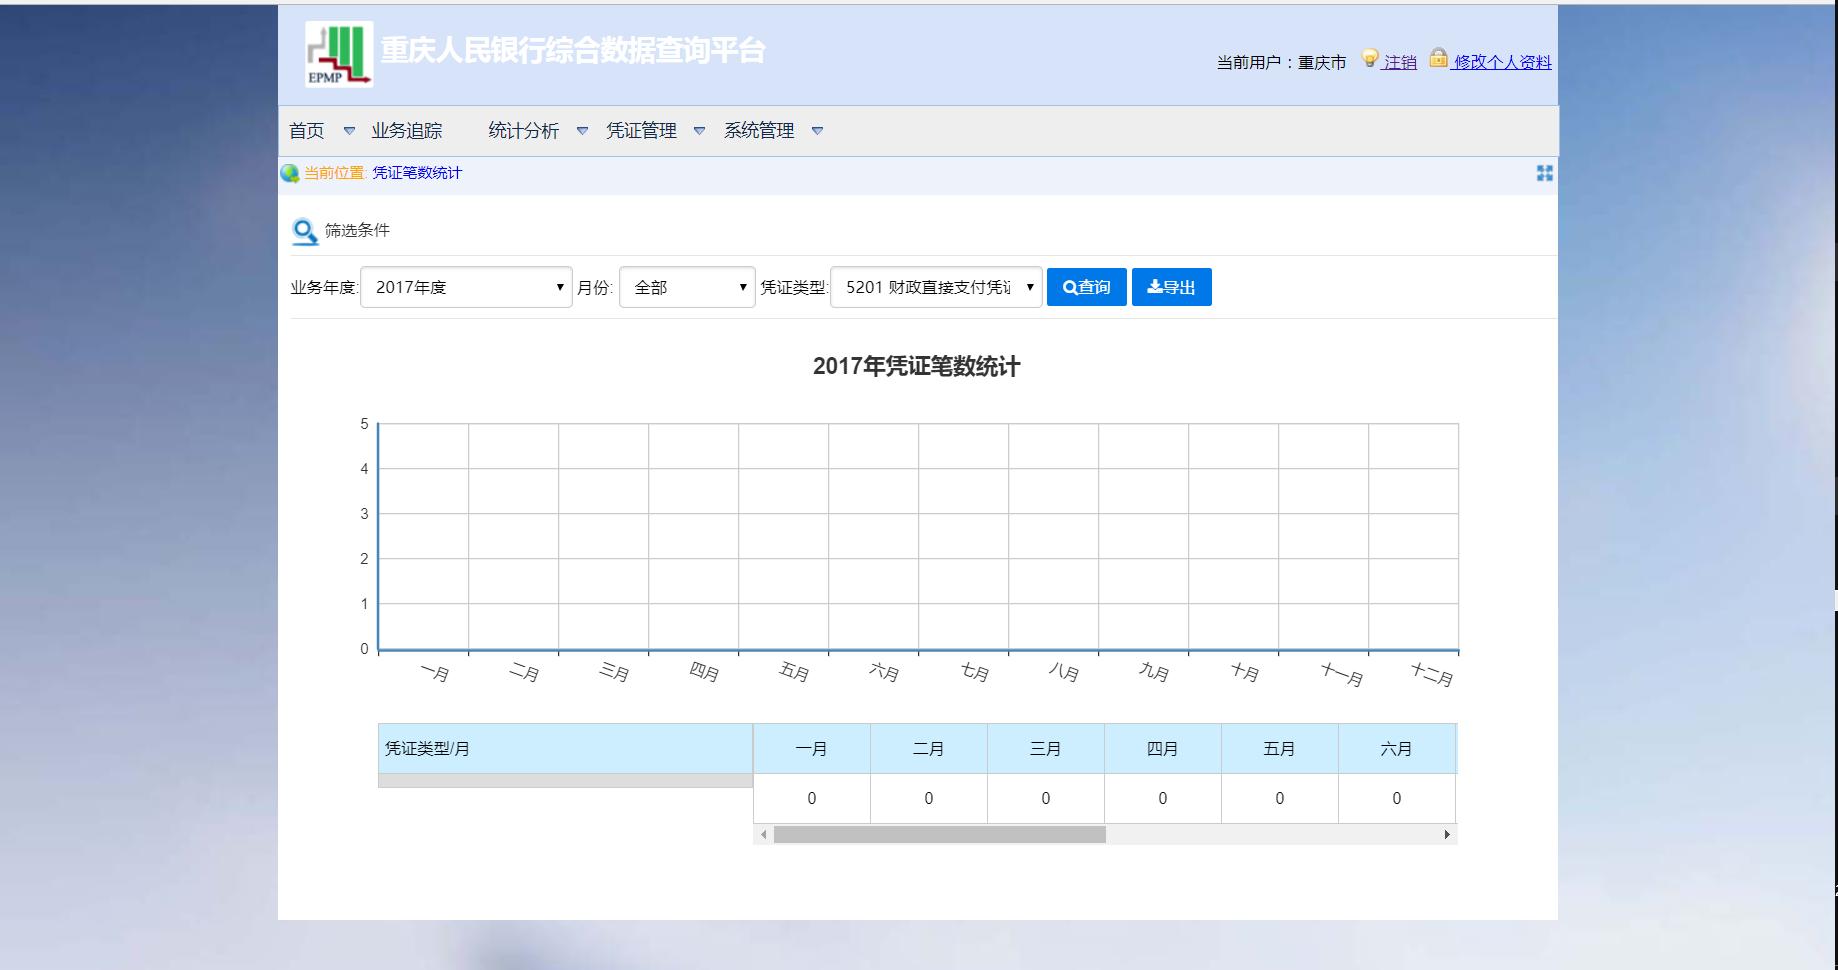 EPMP
重庆人民银行综合数据查询平台
当前用户：重庆市 注销 修改个人资料
首页 业务追踪 统计分析 凭证管理 系统管理
当前位置: 凭证笔数统计
筛选条件
业务年度: 2017年度 月份: 全部 凭证类型: 5201 财政直接支付凭证 查询 导出
2017年凭证笔数统计
5
4
3
2
1
0
一月 二月 三月 四月 五月 六月 七月 八月 九月 十月 十一月 十二月
凭证类型/月 一月 二月 三月 四月 五月 六月
0 0 0 0 0 0